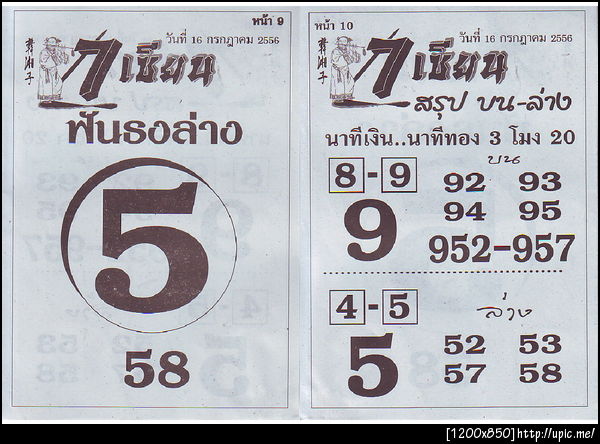 หน้า 9
วันที่ 16 กรกฎาคม 2556
7 เซียน
ฟันธงล่าง
5
58
หน้า 10
วันที่ 16 กรกฎาคม 2556
7 เซียน
สรุป บน-ล่าง
นาทีเงิน..นาทีทอง 3 โมง 20
บน
8 - 9
92 93
9
94 95
952-957
4 - 5
ล่าง
5
52 53
57 58
[1200x850]http://upic.me/